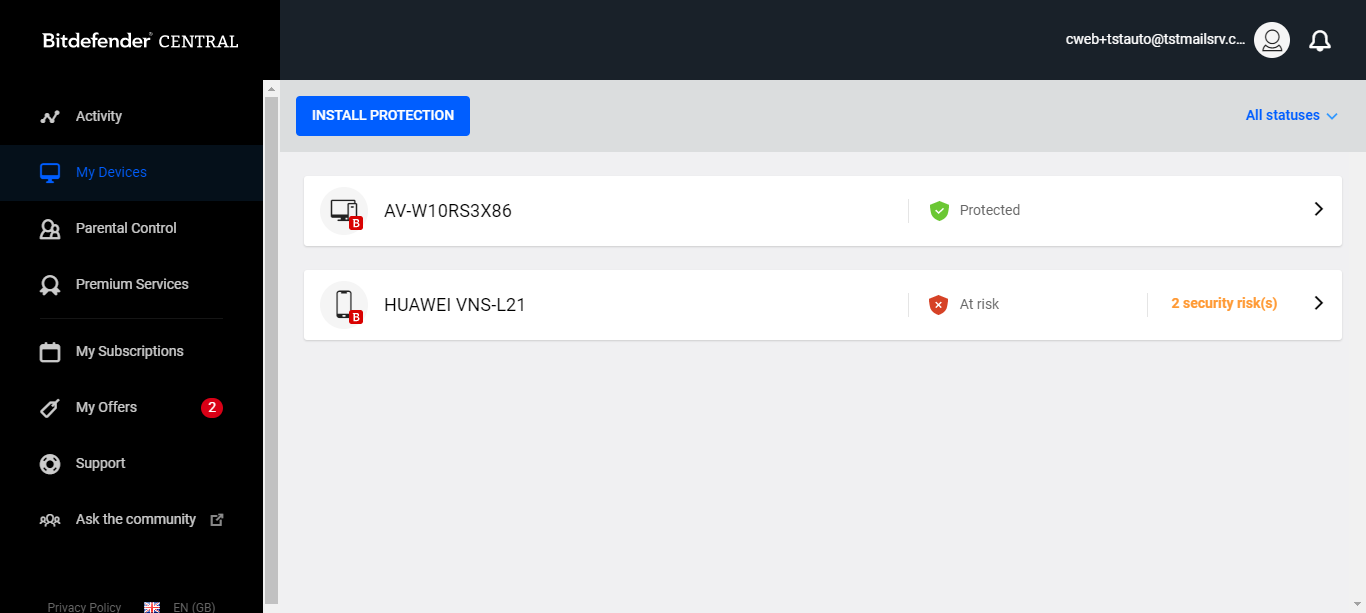 Bitdefender CENTRAL
cweb+tstauto@tstmailsrv.c...
Activity
My Devices
Parental Control
Premium Services
My Subscriptions
My Offers 2
Support
Ask the community
Privacy Policy EN (GB)
INSTALL PROTECTION
All statuses
B AV-W10RS3X86 Protected
B HUAWEI VNS-L21 At risk 2 security risk(s)